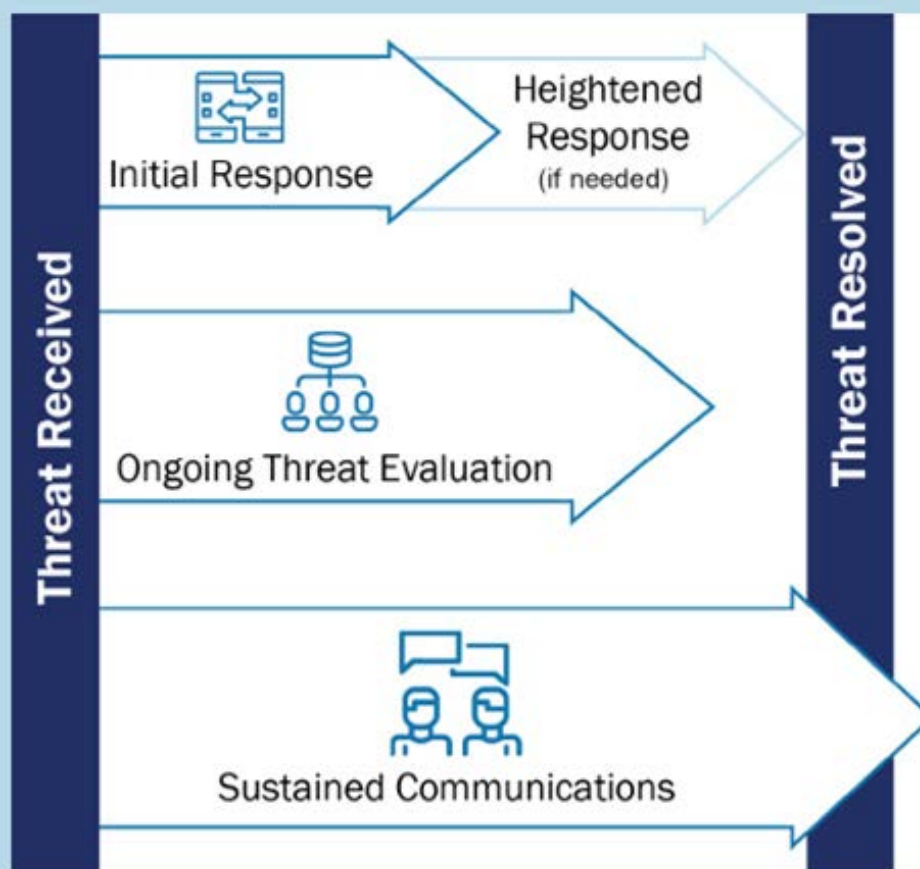 Threat Received
Initial Response
Heightened
Response
(if needed)
Ongoing Threat Evaluation
Sustained Communications
Threat Resolved